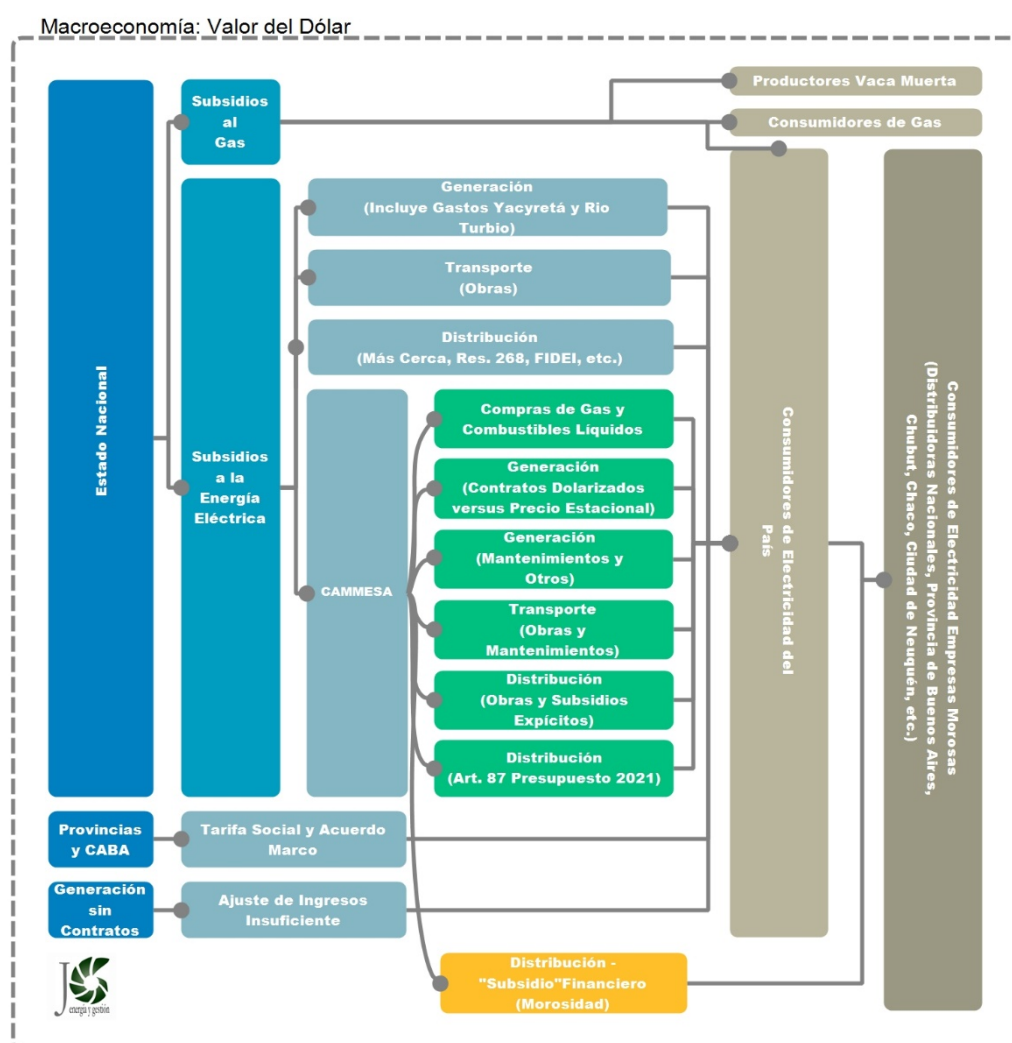 Macroeconomía: Valor del Dólar
Productores Vaca Muerta
Subsidios
al
Gas
Consumidores de Gas
Generación
(Incluye Gastos Yacyretá y Rio
Turbio)
Transporte
(Obras)
Distribución
(Más Cerca, Res. 268, FIDEI, etc.)
Estado Nacional
Subsidios
a la
Energía
Eléctrica
CAMMESA
Compras de Gas y
Combustibles Líquidos
Generación
(Contratos Dolarizados
versus Precio Estacional)
Generación
(Mantenimientos y
Otros)
Transporte
(Obras y
Mantenimientos)
Distribución
(Obras y Subsidios
Expícitos)
Distribución
(Art. 87 Presupuesto 2021)
Consumidores de Electricidad del
País
Consumidores de Electricidad Empresas Morosas
(Distribuidoras Nacionales, Provincia de Buenos Aires,
Chubut, Chaco, Ciudad de Neuquén, etc.)
Provincias
y CABA
Tarifa Social y Acuerdo
Marco
Generación
sin
Contratos
Ajuste de Ingresos
Insuficiente
Distribución -
"Subsidio"Financiero
(Morosidad)
energía y gestión